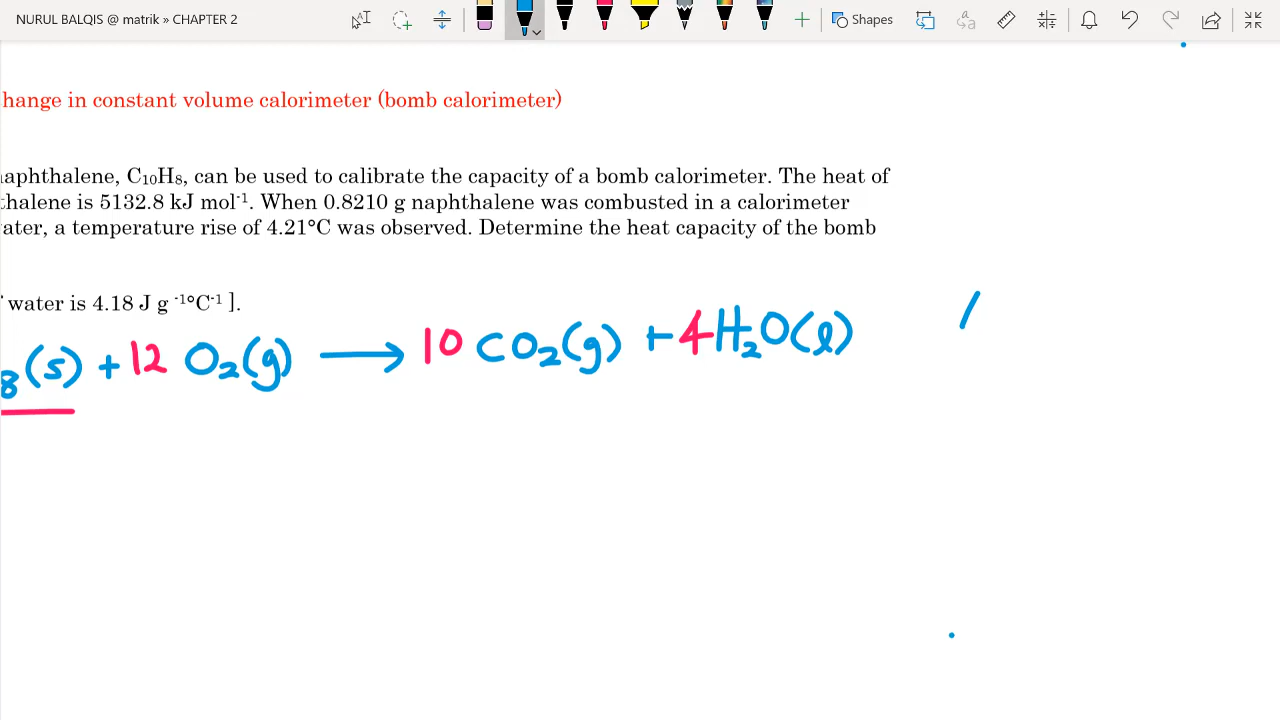 NURUL BALQIS @ matrik » CHAPTER 2
Shapes
hange in constant volume calorimeter (bomb calorimeter)
naphthalene, C₁₀H₈, can be used to calibrate the capacity of a bomb calorimeter. The heat of
thalene is 5132.8 kJ mol⁻¹. When 0.8210 g naphthalene was combusted in a calorimeter
ater, a temperature rise of 4.21°C was observed. Determine the heat capacity of the bomb
water is 4.18 J g ⁻¹°C⁻¹ ].
8(s) + 12 O₂(g) ⟶ 10 CO₂(g) + 4H₂O(l)